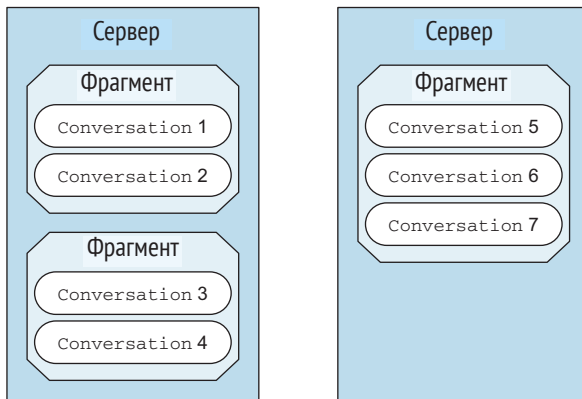 Сервер
Фрагмент
Conversation 1
Conversation 2
Фрагмент
Conversation 3
Conversation 4
Сервер
Фрагмент
Conversation 5
Conversation 6
Conversation 7